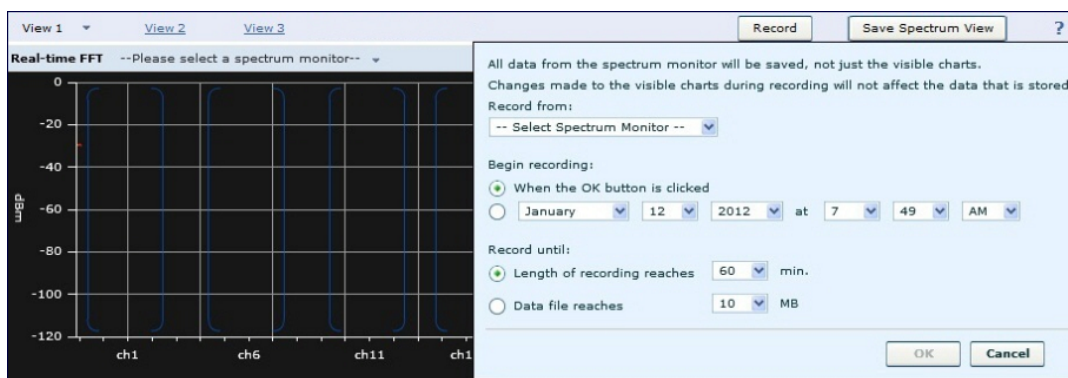 View 1 View 2 View 3 Record Save Spectrum View ?
Real-time FFT --Please select a spectrum monitor--
0
-20
-40
-60
-80
-100
-120
dBm
ch1 ch6 ch11 ch1
All data from the spectrum monitor will be saved, not just the visible charts.
Changes made to the visible charts during recording will not affect the data that is stored
Record from:
-- Select Spectrum Monitor --
Begin recording:
When the OK button is clicked
January 12 2012 at 7 49 AM
Record until:
Length of recording reaches 60 min.
Data file reaches 10 MB
OK Cancel